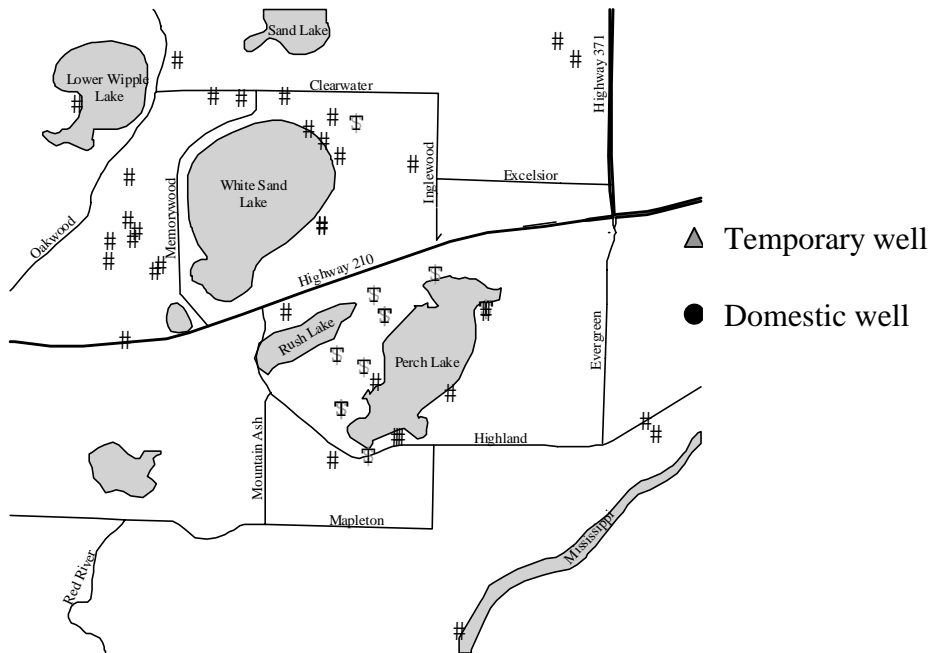 Sand Lake
Lower Wipple
Lake
Clearwater
Highway 371
White Sand
Lake
Memorywood
Inglewood
Excelsior
Oakwood
Highway 210
Temporary well
Domestic well
Rush Lake
Perch Lake
Evergreen
Mountain Ash
Highland
Mapleton
Red River
Mississippi